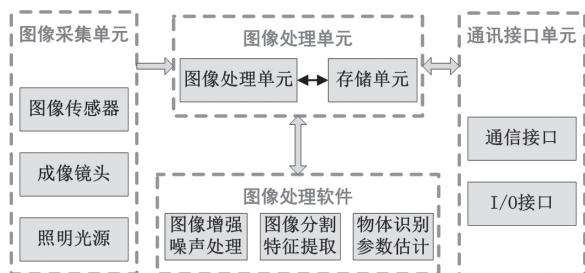 图像采集单元
图像传感器
成像镜头
照明光源
图像处理单元
图像处理单元
存储单元
图像处理软件
图像增强
噪声处理
图像分割
特征提取
物体识别
参数估计
通讯接口单元
通信接口
I/O接口